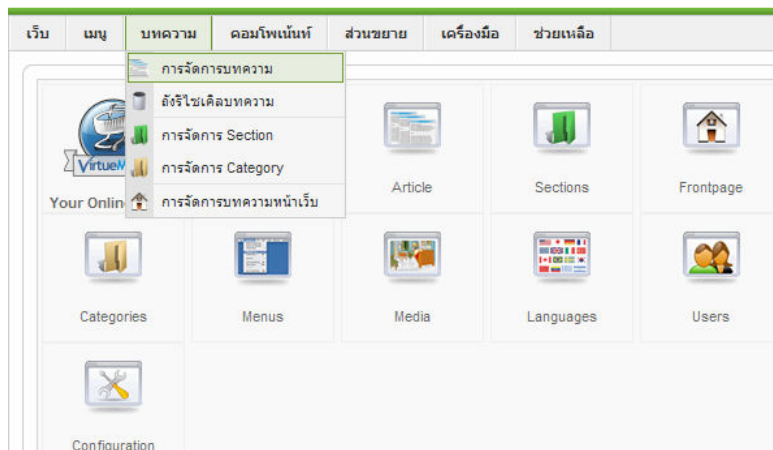 เว็บ เมนู บทความ คอมโพเน้นท์ ส่วนขยาย เครื่องมือ ช่วยเหลือ
การจัดการบทความ
ถังรีไซเคิลบทความ
การจัดการ Section
การจัดการ Category
การจัดการบทความหน้าเว็บ
Your Onlin
Article Sections Frontpage
Categories Menus Media Languages Users
Configuration